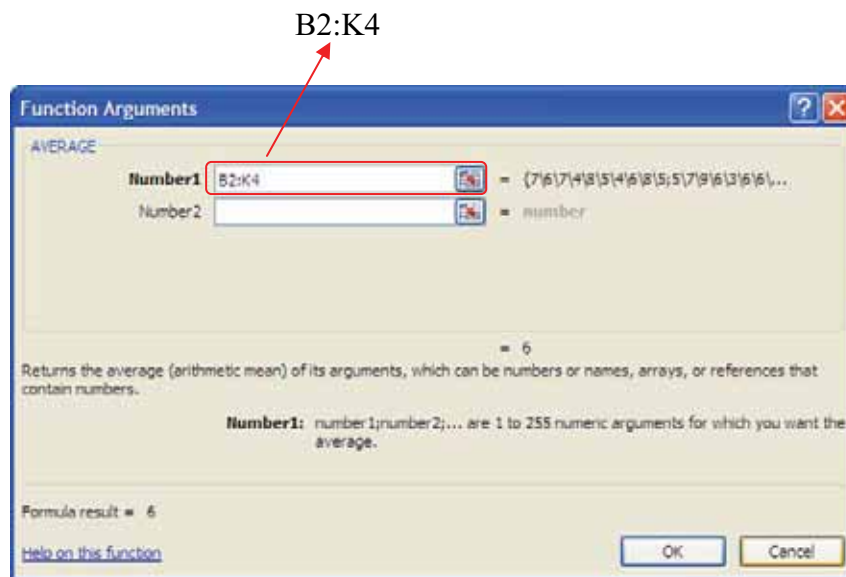 B2:K4
Function Arguments
AVERAGE
Number1 B2:K4 = {7\6\7\4\8\5\4\6\8\5;5\7\9\6\3\6\6\...
Number2 = number
= 6
Returns the average (arithmetic mean) of its arguments, which can be numbers or names, arrays, or references that
contain numbers.
Number1: number1;number2;... are 1 to 255 numeric arguments for which you want the
average.
Formula result = 6
Help on this function
OK Cancel